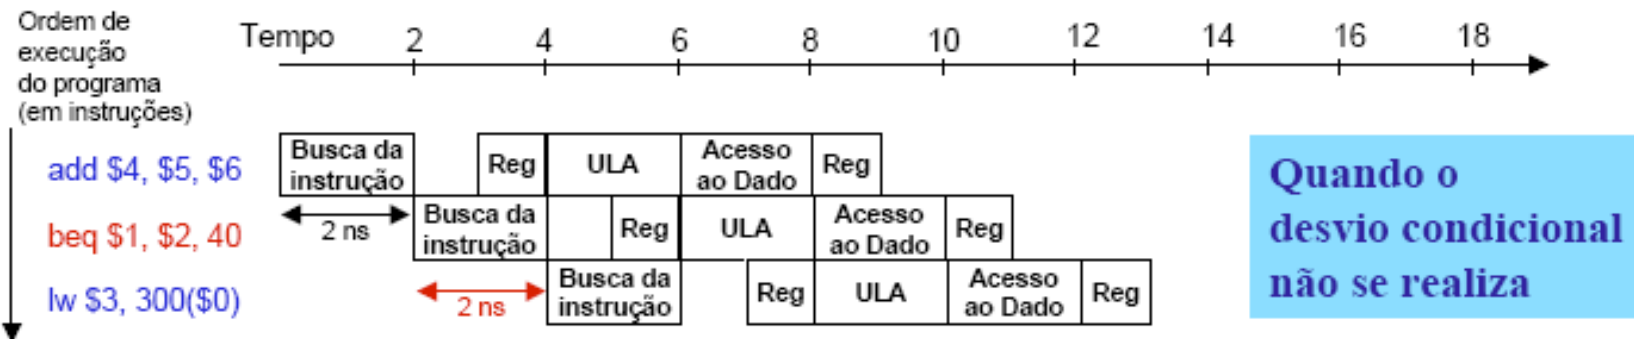 Ordem de
execução
do programa
(em instruções)
Tempo 2 4 6 8 10 12 14 16 18
add $4, $5, $6
Busca da
instrução
Reg
ULA
Acesso
ao Dado
Reg
2 ns
beq $1, $2, 40
Busca da
instrução
Reg
ULA
Acesso
ao Dado
Reg
2 ns
lw $3, 300($0)
Busca da
instrução
Reg
ULA
Acesso
ao Dado
Reg
Quando o
desvio condicional
não se realiza